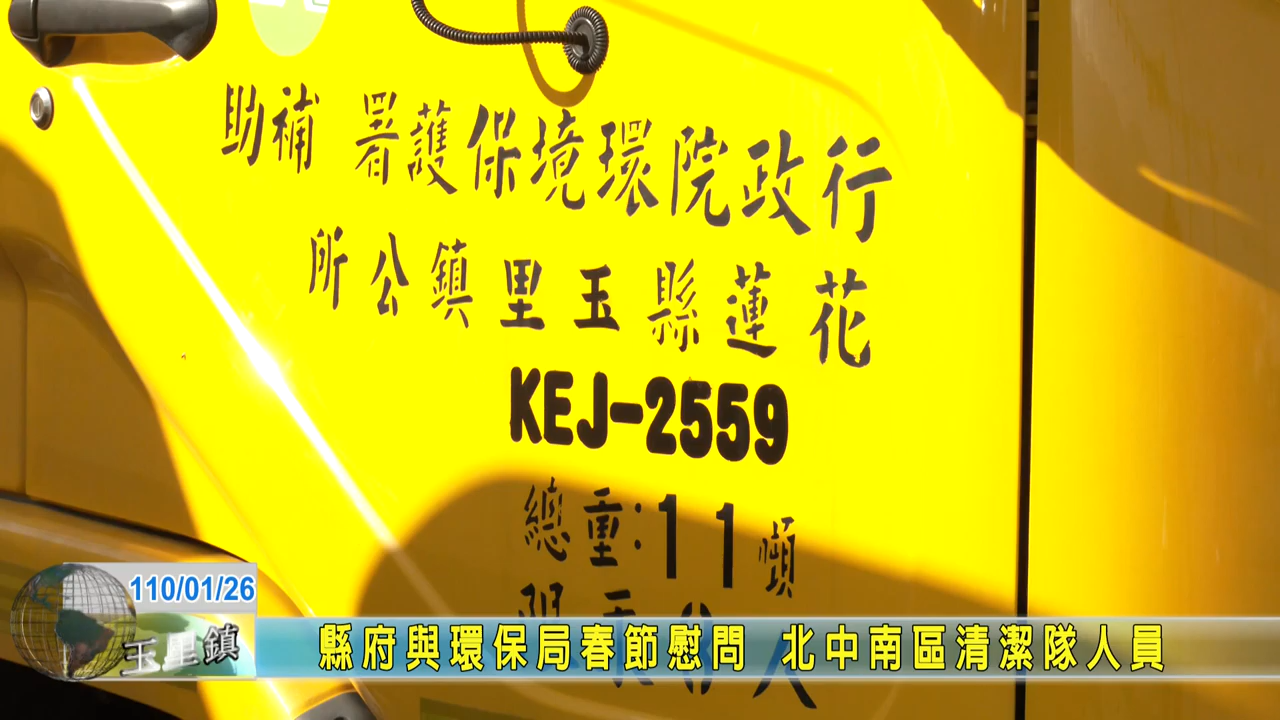 行政院環境保護署 補助
花蓮縣玉里鎮公所
KEJ-2559
總重:11噸
人
110/01/26
玉里鎮
縣府與環保局春節慰問 北中南區清潔隊人員